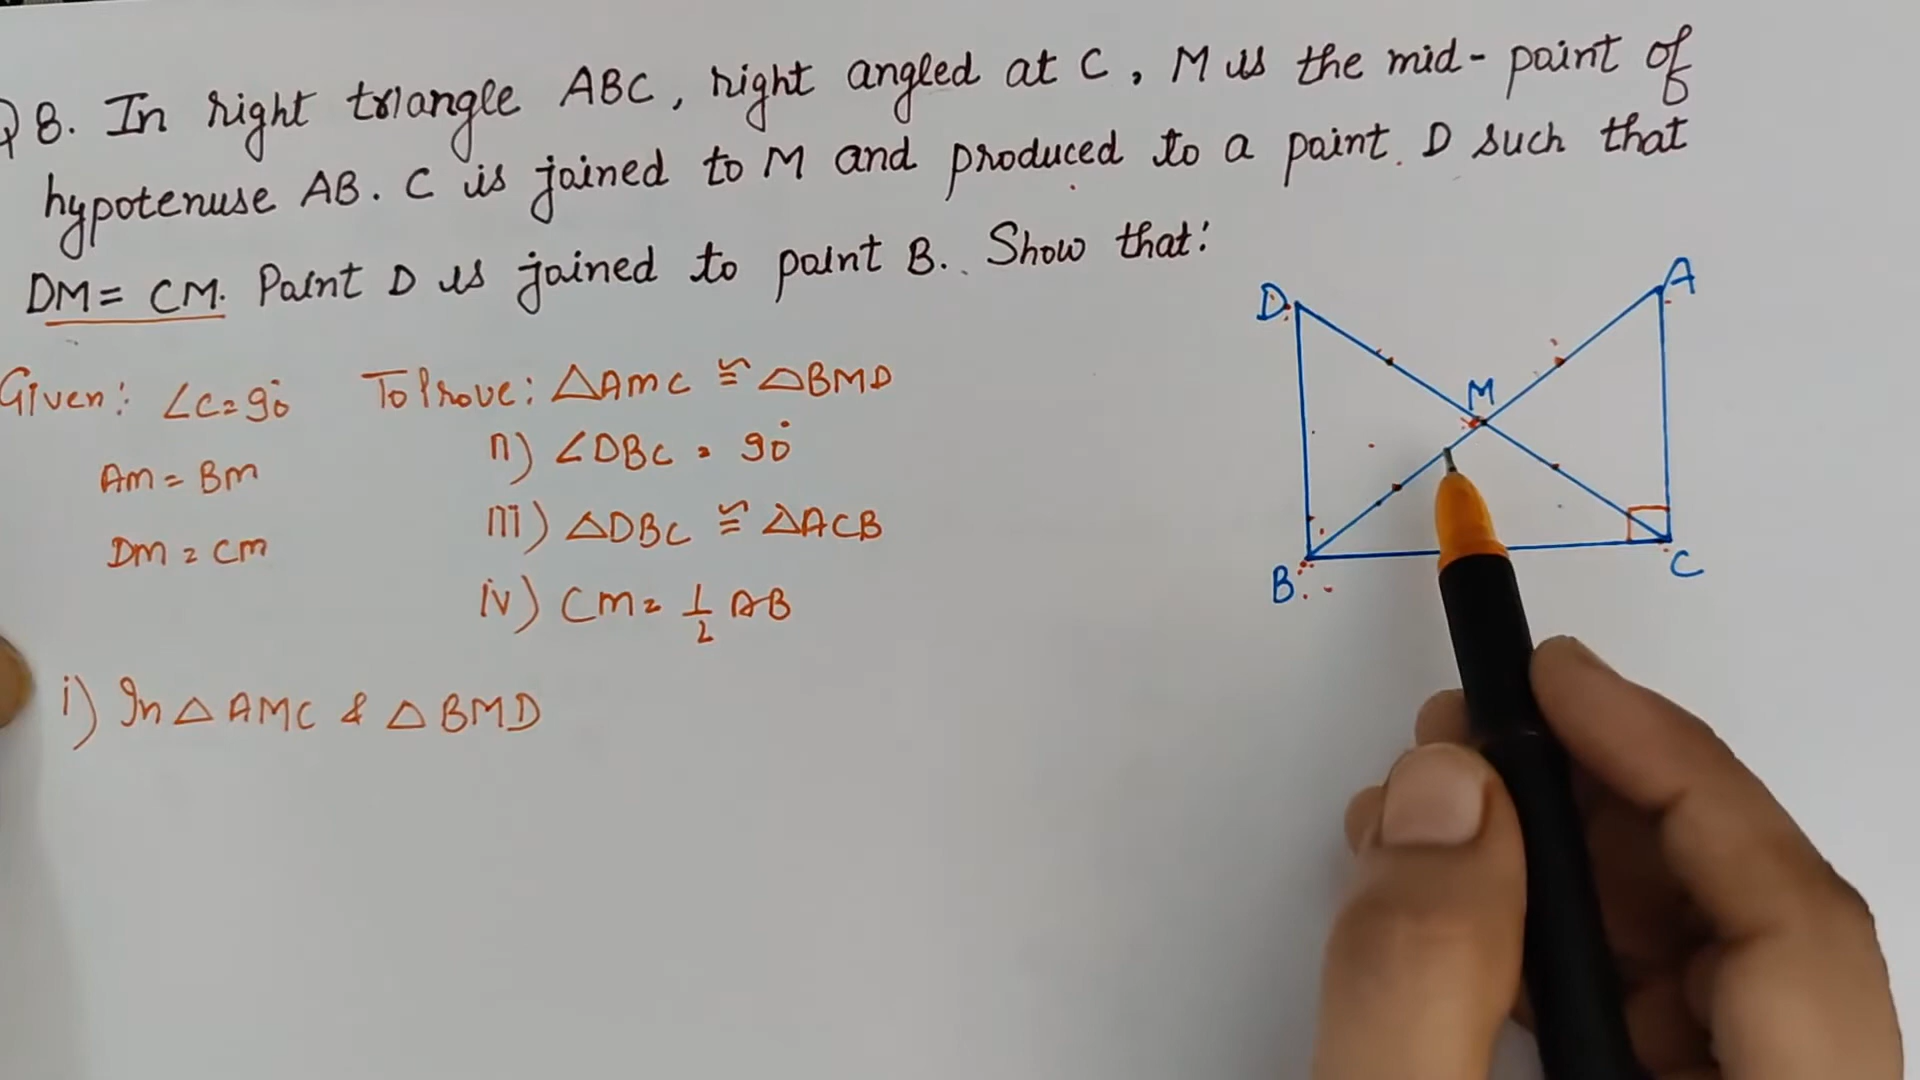 Q8. In right triangle ABC, right angled at C, M is the mid-point of
hypotenuse AB. C is joined to M and produced to a point D such that
DM = CM. Point D is joined to point B. Show that:
Given: ∠C = 90° To Prove: △AMC ≅ △BMD
AM = BM
ii) ∠DBC = 90°
DM = CM
iii) △DBC ≅ △ACB
iv) CM = 1/2 AB
i) In △AMC & △BMD
D
A
M
B
C